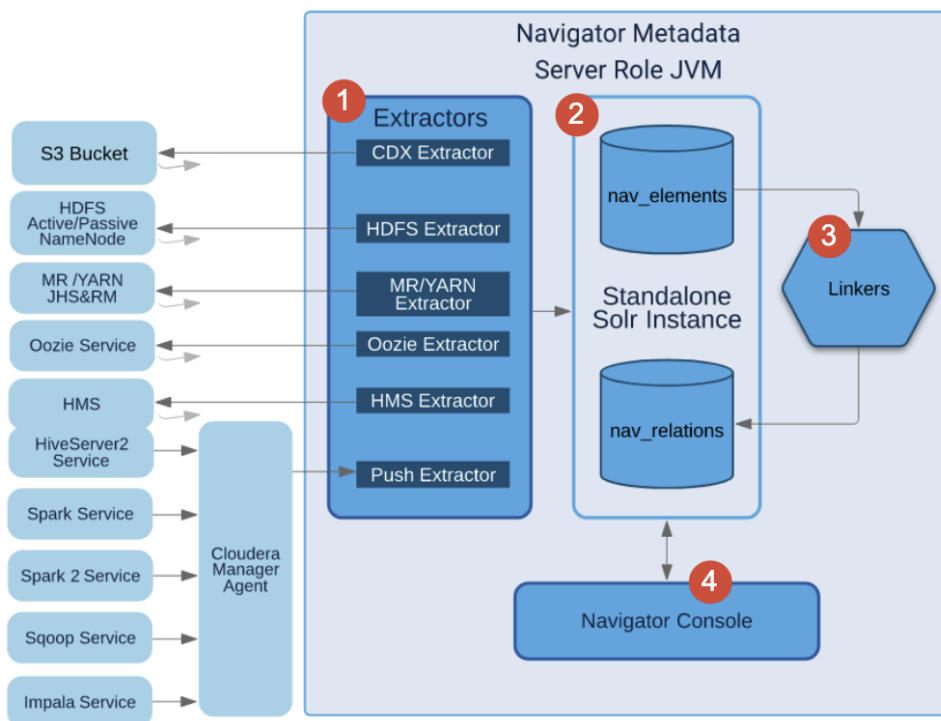 Navigator Metadata
Server Role JVM
1
Extractors
CDX Extractor
HDFS Extractor
MR/YARN
Extractor
Oozie Extractor
HMS Extractor
Push Extractor
2
nav_elements
Standalone
Solr Instance
nav_relations
3
Linkers
4
Navigator Console
S3 Bucket
HDFS
Active/Passive
NameNode
MR /YARN
JHS&RM
Oozie Service
HMS
HiveServer2
Service
Spark Service
Spark 2 Service
Sqoop Service
Impala Service
Cloudera
Manager
Agent